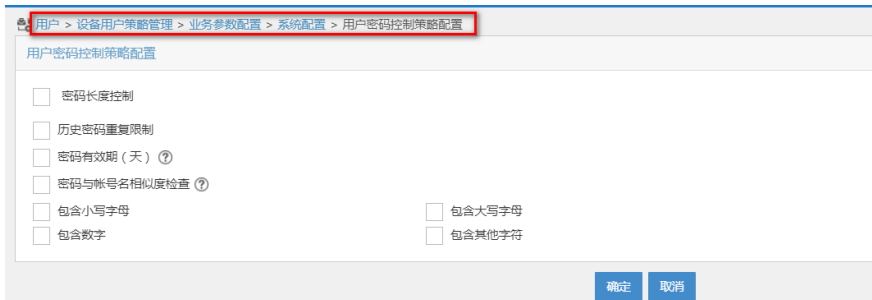 用户 > 设备用户策略管理 > 业务参数配置 > 系统配置 > 用户密码控制策略配置
用户密码控制策略配置
密码长度控制
历史密码重复限制
密码有效期（天） ?
密码与帐号名相似度检查 ?
包含小写字母 包含大写字母
包含数字 包含其他字符
确定 取消